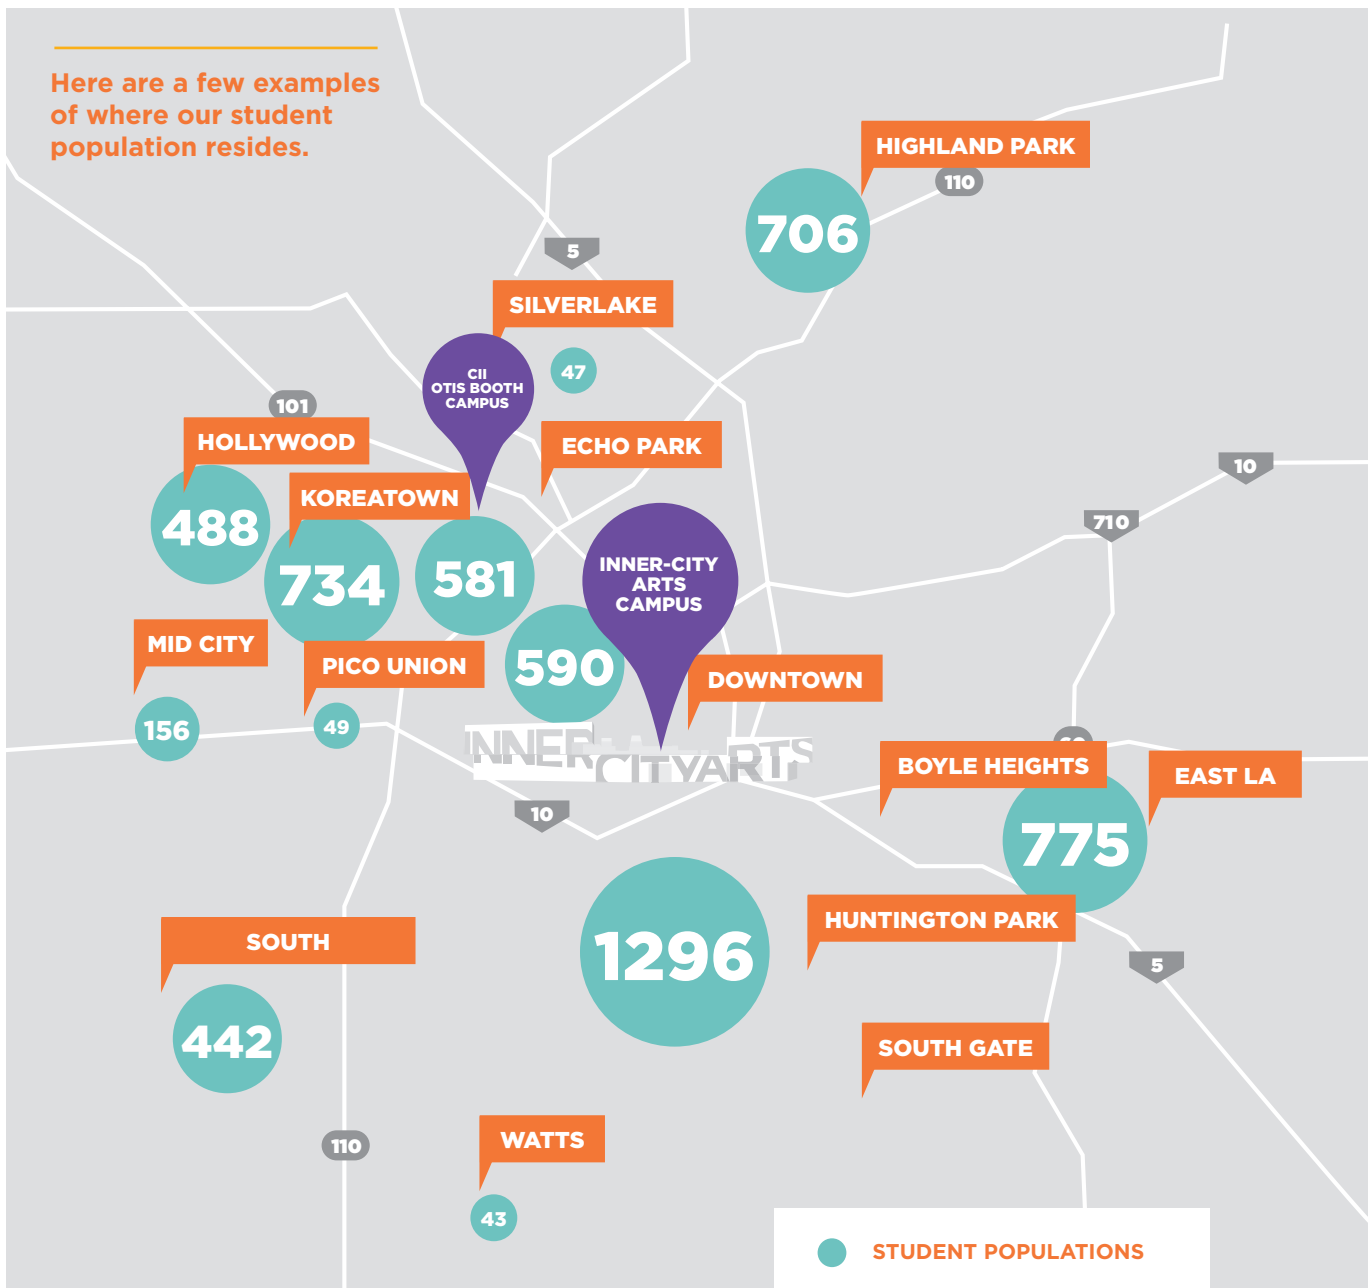 Here are a few examples
of where our student
population resides.
HIGHLAND PARK
110
706
5
SILVERLAKE
47
CII
OTIS BOOTH
CAMPUS
101
HOLLYWOOD
ECHO PARK
10
KOREATOWN
488
710
734
581
INNER-CITY
ARTS
CAMPUS
MID CITY
PICO UNION
590
DOWNTOWN
156
49
INNER
CITYARTS
BOYLE HEIGHTS
EAST LA
10
775
1296
HUNTINGTON PARK
SOUTH
5
442
SOUTH GATE
110
WATTS
43
STUDENT POPULATIONS